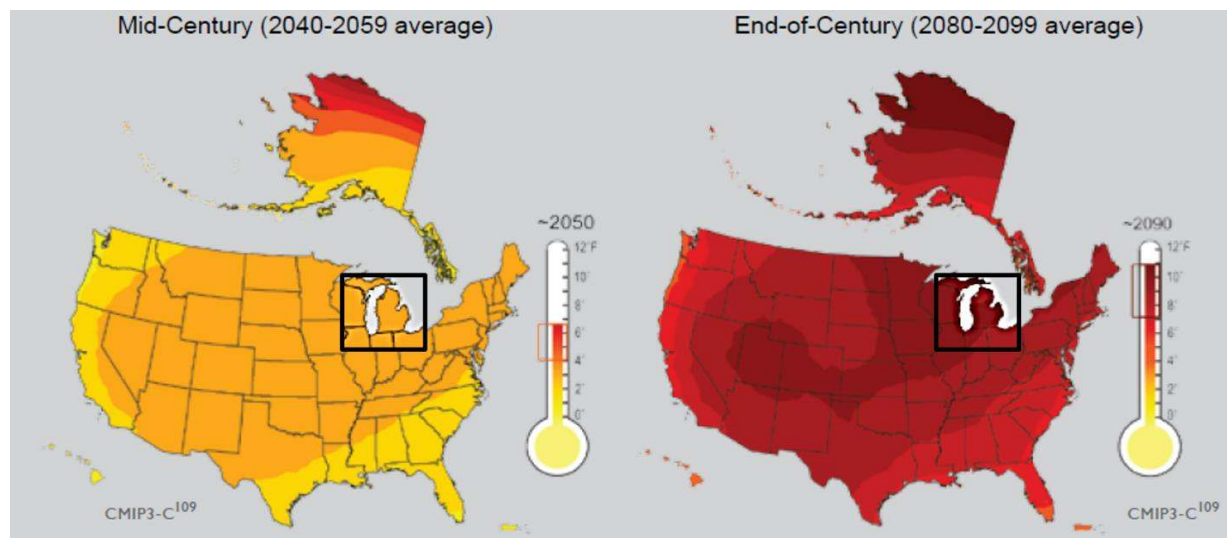 Mid-Century (2040-2059 average)
End-of-Century (2080-2099 average)
~2050
12°F
10°
8°
6°
4°
2°
0°
CMIP3-C109
~2090
12°F
10°
8°
6°
4°
2°
0°
CMIP3-C109